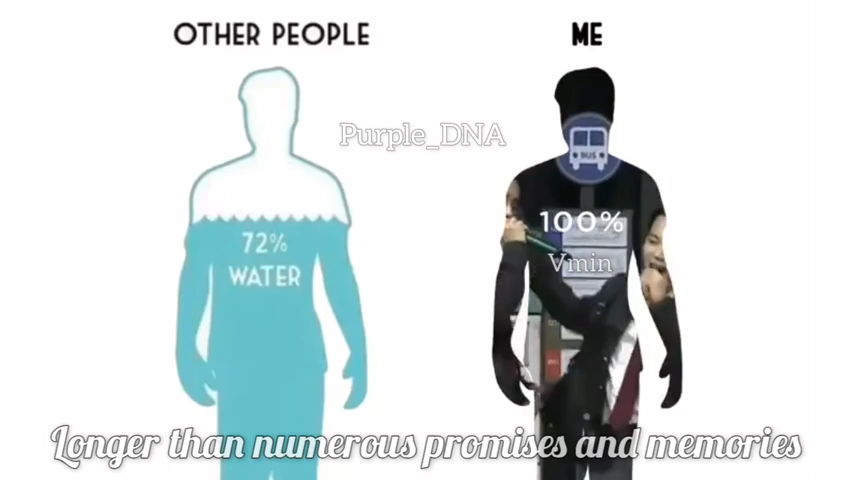 OTHER PEOPLE
ME
Purple_DNA
BUS
72%
WATER
100%
Vmin
Longer than numerous promises and memories